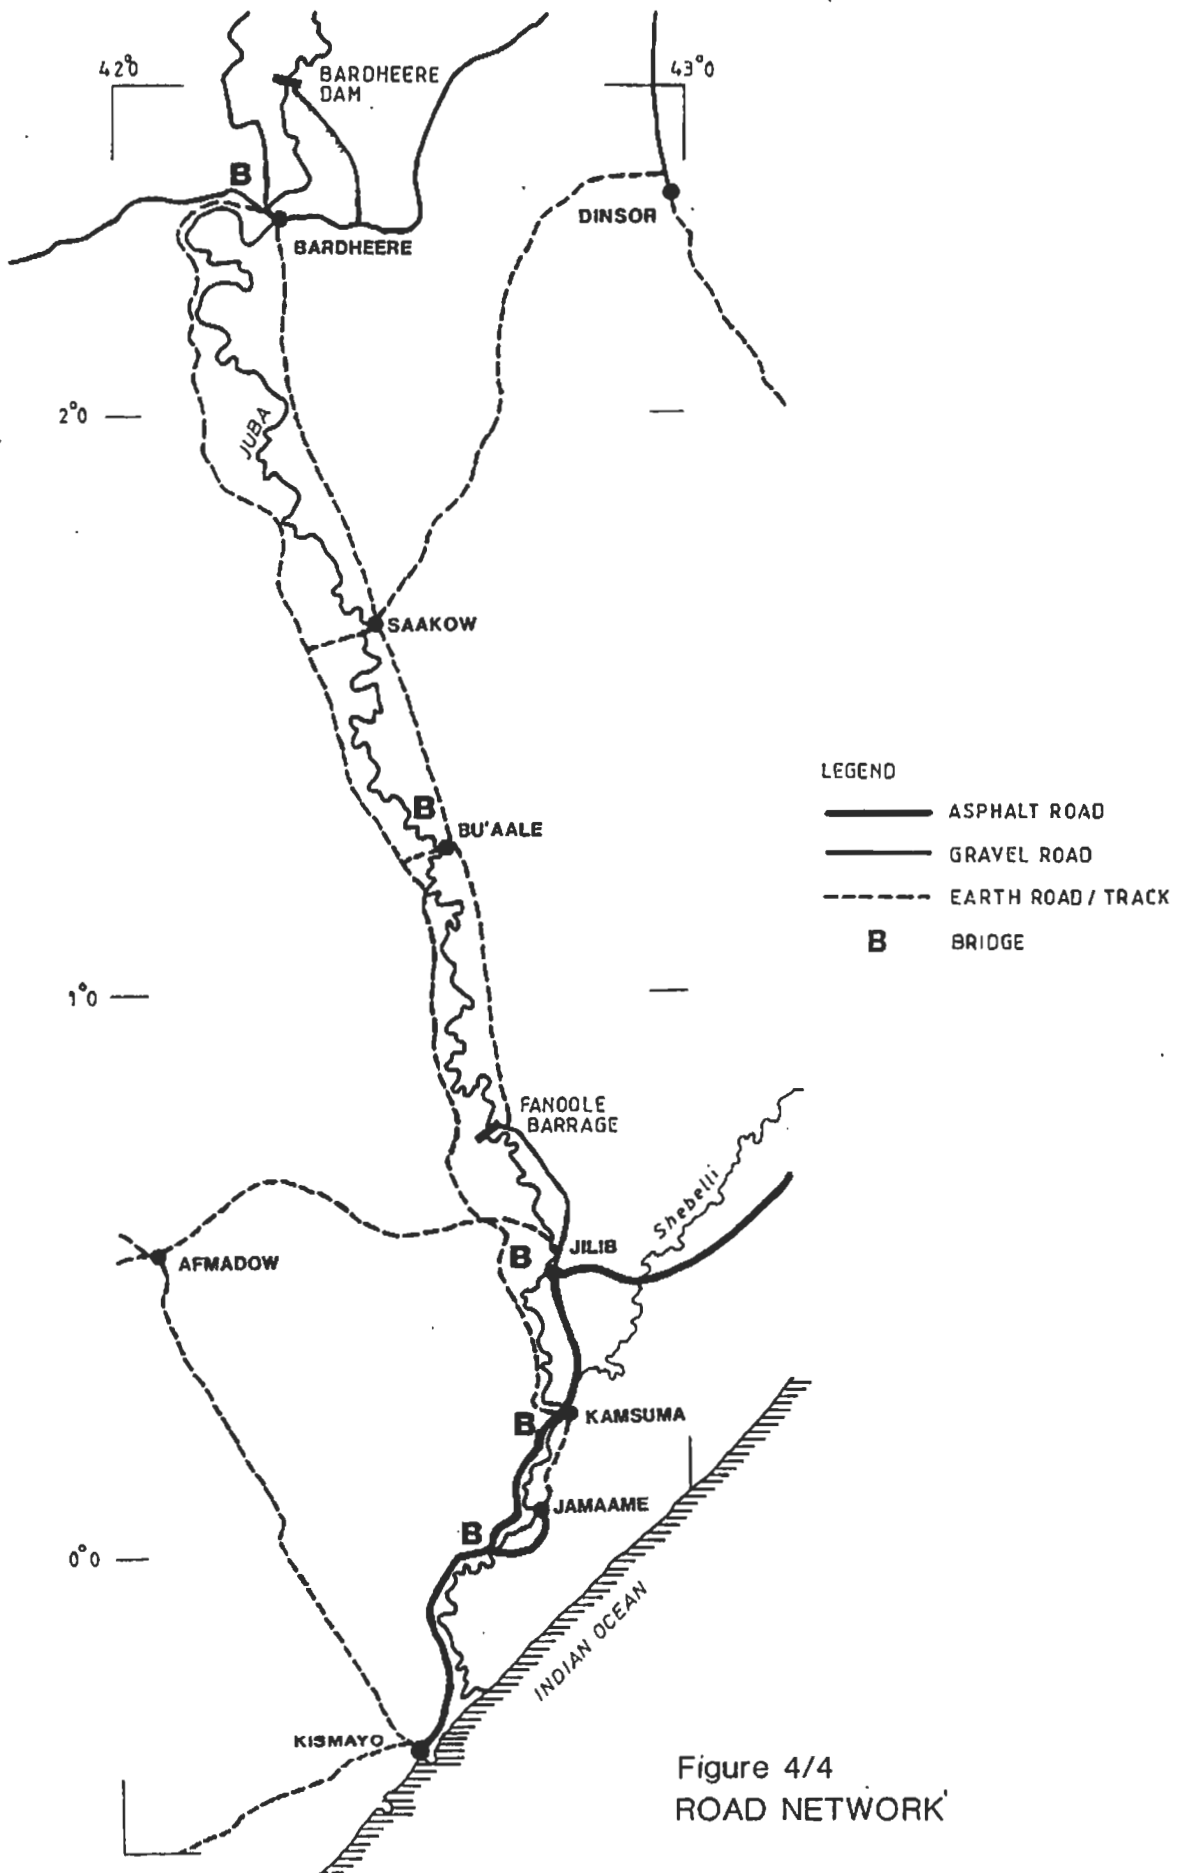 42°0
43°0
BARDHEERE
DAM
B
DINSOR
BARDHEERE
2°0
JUBA
SAAKOW
LEGEND
B
ASPHALT ROAD
BU'AALE
GRAVEL ROAD
EARTH ROAD / TRACK
B
BRIDGE
1°0
FANOOLE
BARRAGE
Shebelli
JILIB
B
AFMADOW
KAMSUMA
B
JAMAAME
B
0°0
INDIAN OCEAN
KISMAYO
Figure 4/4
ROAD NETWORK